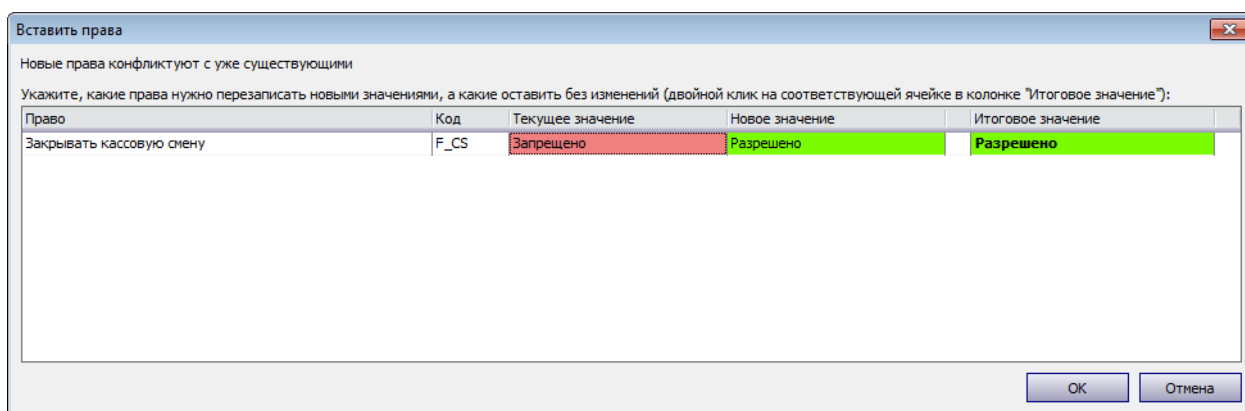 Вставить права
Новые права конфликтуют с уже существующими
Укажите, какие права нужно перезаписать новыми значениями, а какие оставить без изменений (двойной клик на соответствующей ячейке в колонке "Итоговое значение"):
Право Код Текущее значение Новое значение Итоговое значение
Закрывать кассовую смену F_CS Запрещено Разрешено Разрешено
OK Отмена